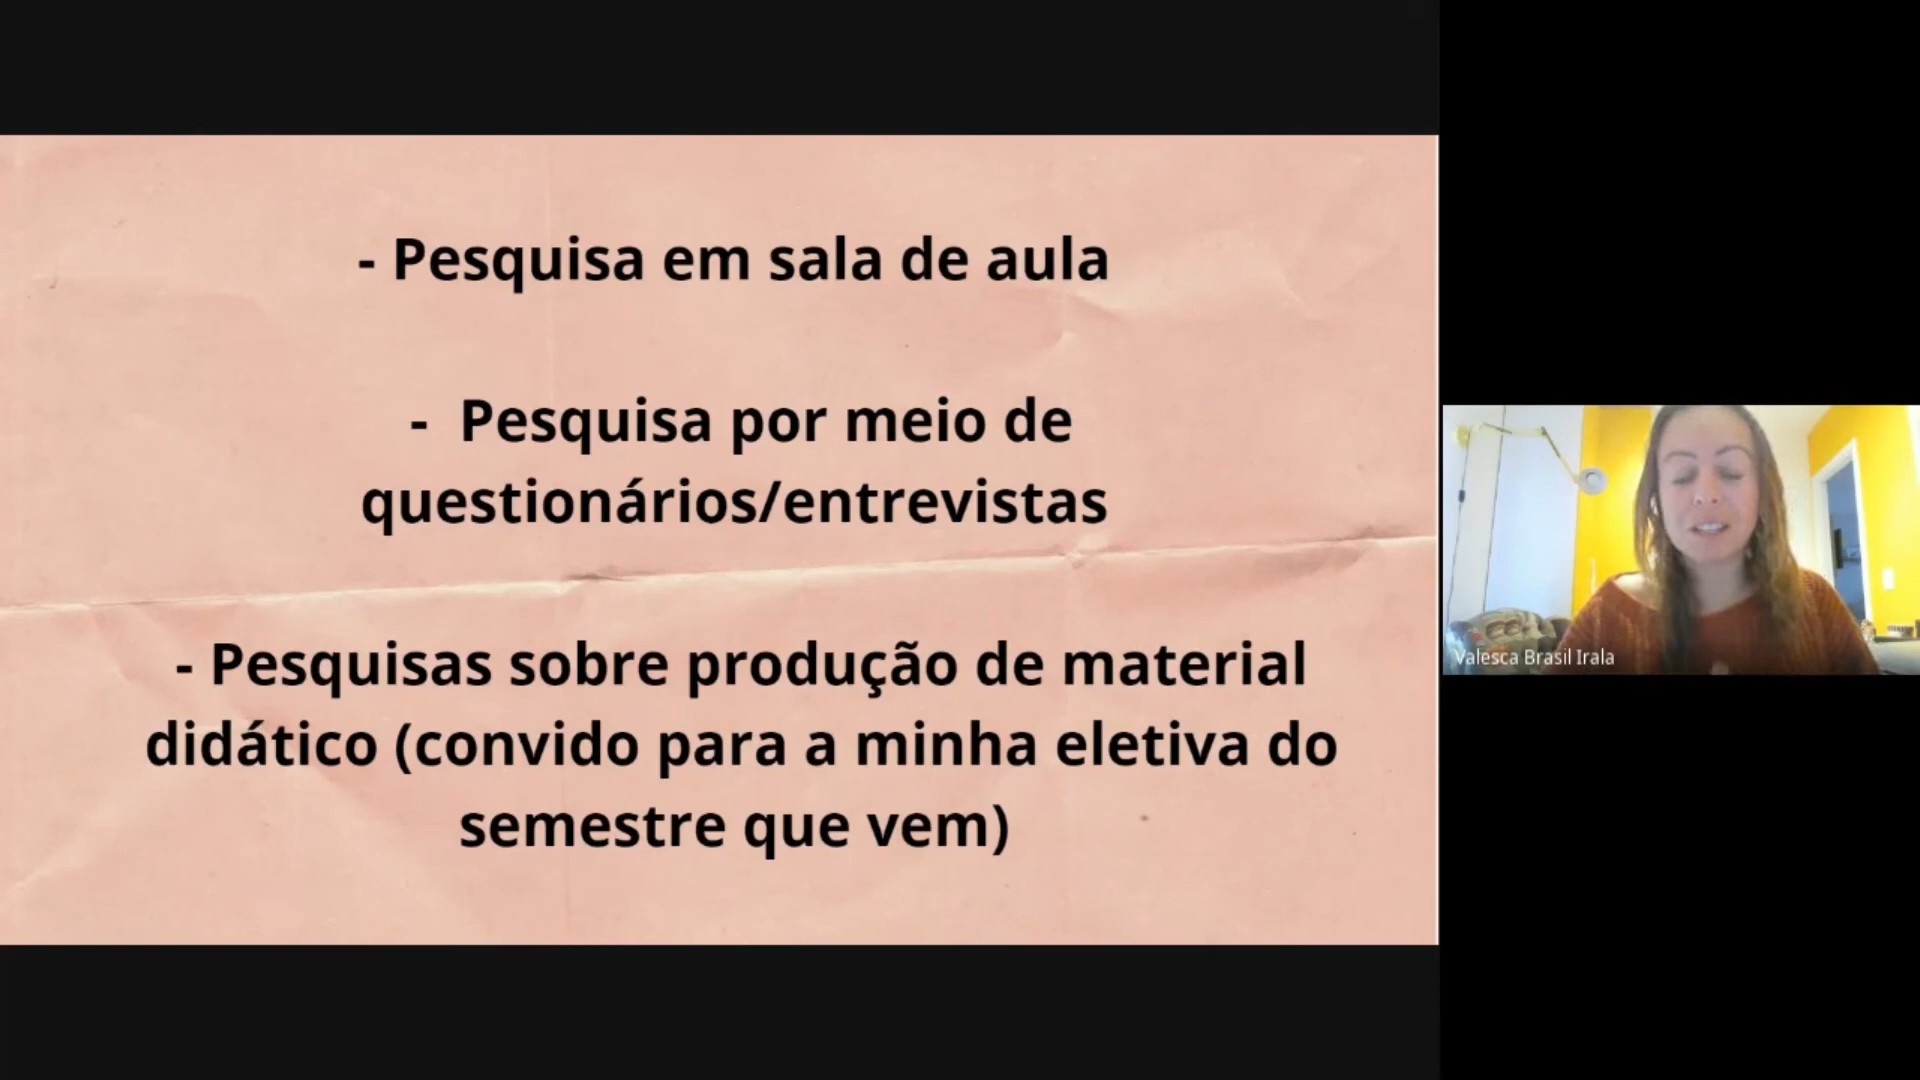 - Pesquisa em sala de aula
- Pesquisa por meio de
questionários/entrevistas
- Pesquisas sobre produção de material
didático (convido para a minha eletiva do
semestre que vem)
Valesca Brasil Irala